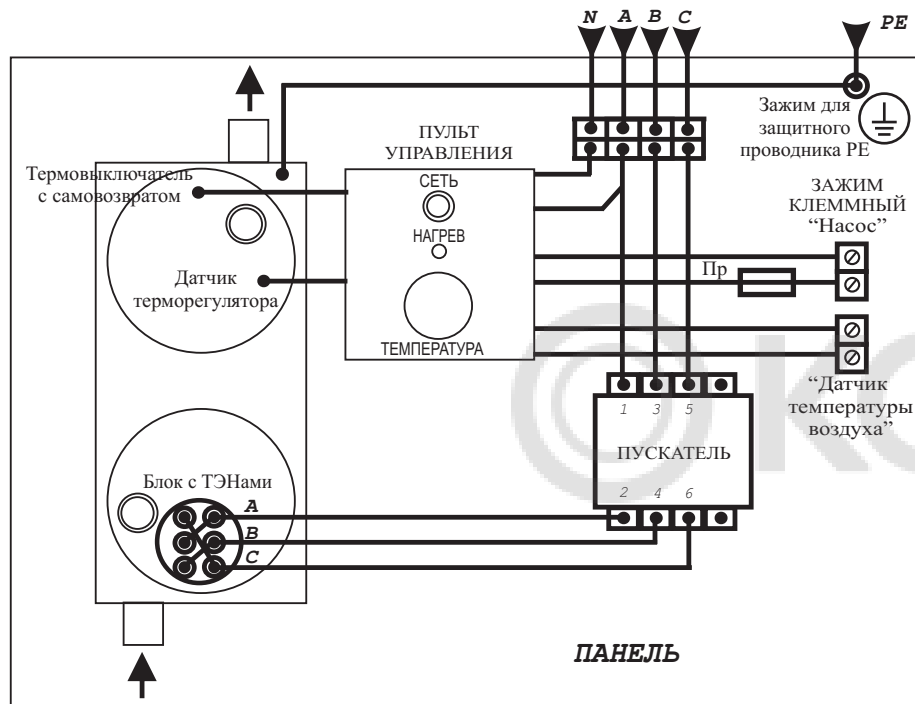 N A B C
PE
Зажим для
защитного
проводника РЕ
ПУЛЬТ
УПРАВЛЕНИЯ
Термовыключатель
с самовозвратом
СЕТЬ
НАГРЕВ
ТЕМПЕРАТУРА
ЗАЖИМ
КЛЕММНЫЙ
“Насос”
Пр
Датчик
терморегулятора
“Датчик
температуры
воздуха”
1 3 5
ПУСКАТЕЛЬ
2 4 6
Блок с ТЭНами
A
B
C
ПАНЕЛЬ